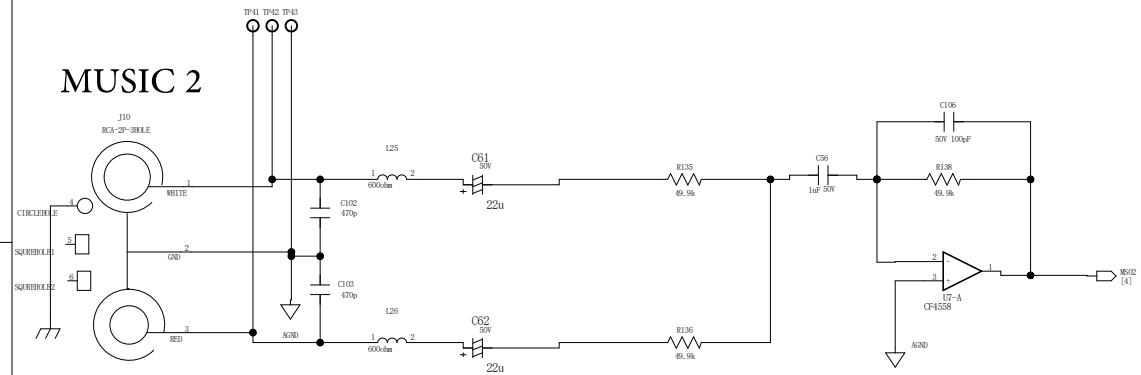 TP41 TP42 TP43
MUSIC 2
J10
RCA-2P-3HOLE
1
WHITE
4
CIRCLEHOLE
5
SQUREHOLE1
2
GND
6
SQUREHOLE2
3
RED
AGND
C102
470p
C103
470p
L25
1 2
600ohm
L26
1 2
600ohm
C61
50V
+
22u
C62
50V
+
22u
R135
49.9k
R136
49.9k
C56
1uF 50V
C106
50V 100pF
R138
49.9k
2 -
3 +
1
U7-A
CF4558
AGND
MSO2
[4]